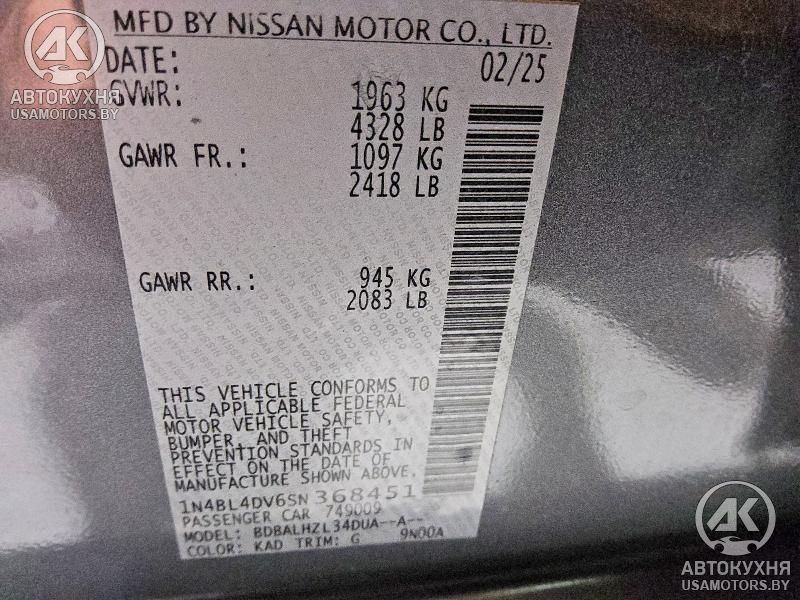 MFD BY NISSAN MOTOR CO., LTD.
DATE: 02/25
GVWR: 1963 KG
4328 LB
GAWR FR.: 1097 KG
2418 LB
GAWR RR.: 945 KG
2083 LB
THIS VEHICLE CONFORMS TO
ALL APPLICABLE FEDERAL
MOTOR VEHICLE SAFETY,
BUMPER, AND THEFT
PREVENTION STANDARDS IN
EFFECT ON THE DATE OF
MANUFACTURE SHOWN ABOVE.
1N4BL4DV6SN368451
PASSENGER CAR 749009
MODEL: BDBALHZL34DUA--A--
COLOR: KAD TRIM: G 9N00A
AK
АВТОКУХНЯ
USAMOTORS.BY
AK
АВТОКУХНЯ
USAMOTORS.BY